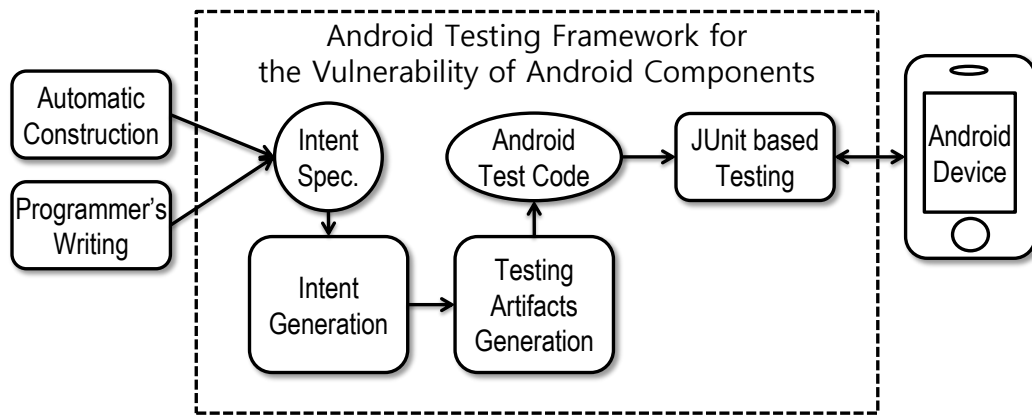 Android Testing Framework for
the Vulnerability of Android Components
Automatic
Construction
Programmer's
Writing
Intent
Spec.
Android
Test Code
JUnit based
Testing
Android
Device
Intent
Generation
Testing
Artifacts
Generation